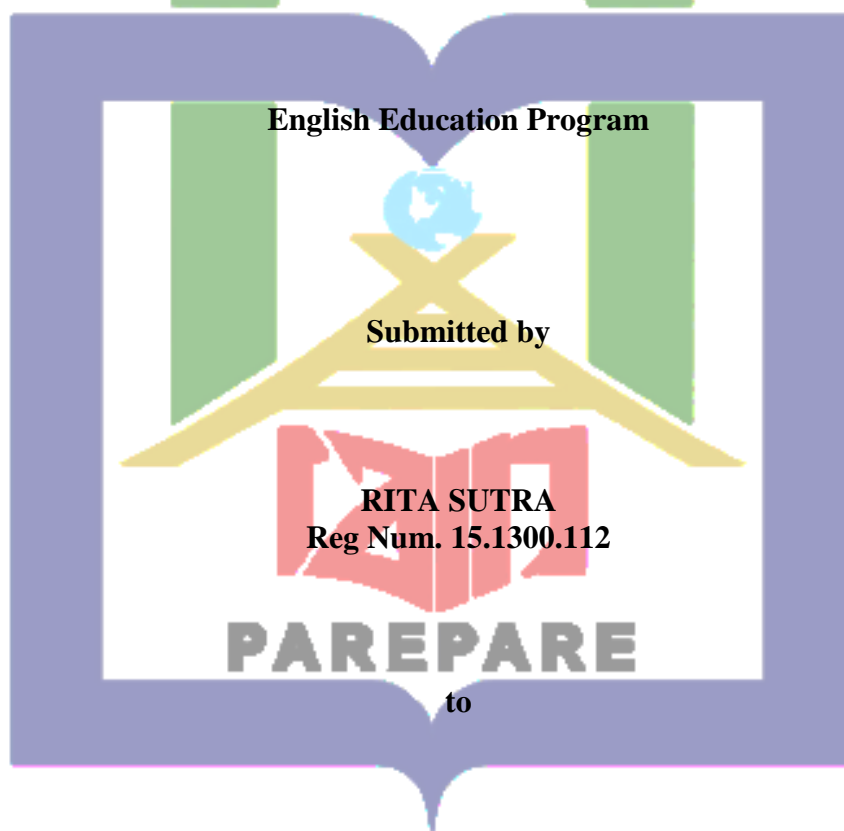 English Education Program
Submitted by
RITA SUTRA
Reg Num. 15.1300.112
PAREPARE
to